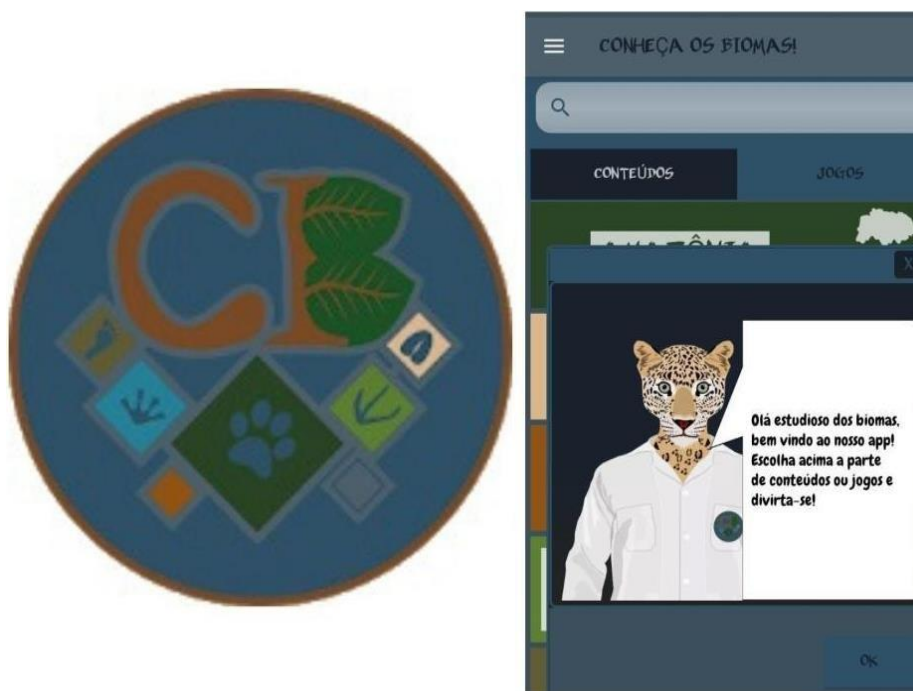 CB
CONHEÇA OS BIOMAS!
CONTEÚDOS
JOGOS
AMAZÔNIA
X
Olá estudioso dos biomas,
bem vindo ao nosso app!
Escolha acima a parte
de conteúdos ou jogos e
divirta-se!
OK